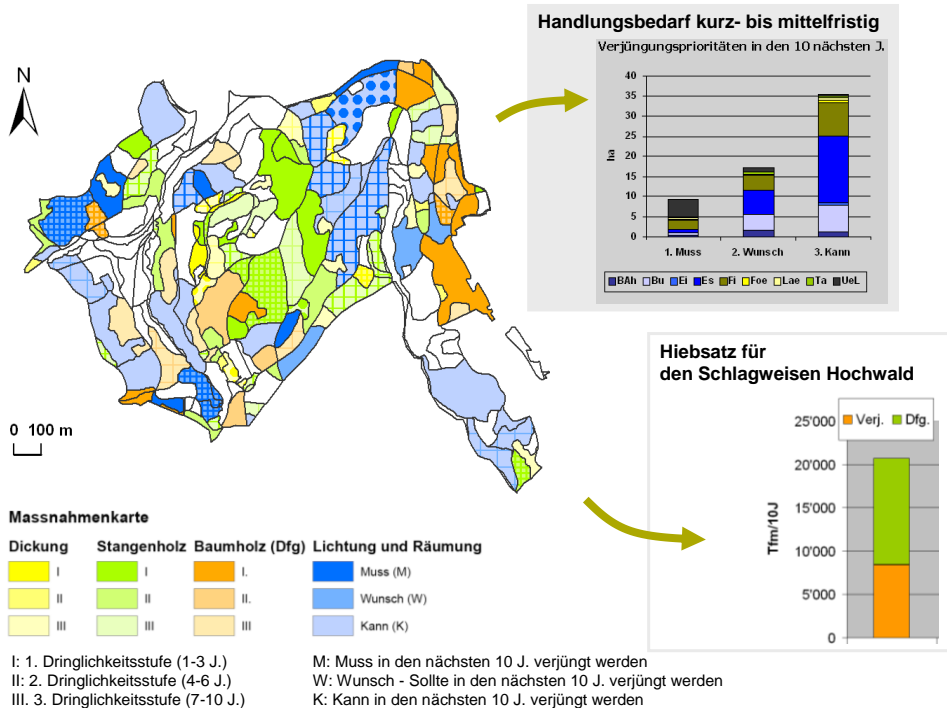 Handlungsbedarf kurz- bis mittelfristig
Verjüngungsprioritäten in den 10 nächsten J.
40
35
30
25
20
15
10
5
0
ha
1. Muss 2. Wunsch 3. Kann
BAh Bu Ei Es Fi Foe Lae Ta UeL
N
0 100 m
Hiebsatz für
den Schlagweisen Hochwald
Verj. Dfg.
25'000
20'000
15'000
10'000
5'000
0
Tfm/10J
Massnahmenkarte
Dickung Stangenholz Baumholz (Dfg) Lichtung und Räumung
I I I. Muss (M)
II II II. Wunsch (W)
III III III Kann (K)
I: 1. Dringlichkeitsstufe (1-3 J.) M: Muss in den nächsten 10 J. verjüngt werden
II: 2. Dringlichkeitsstufe (4-6 J.) W: Wunsch - Sollte in den nächsten 10 J. verjüngt werden
III. 3. Dringlichkeitsstufe (7-10 J.) K: Kann in den nächsten 10 J. verjüngt werden